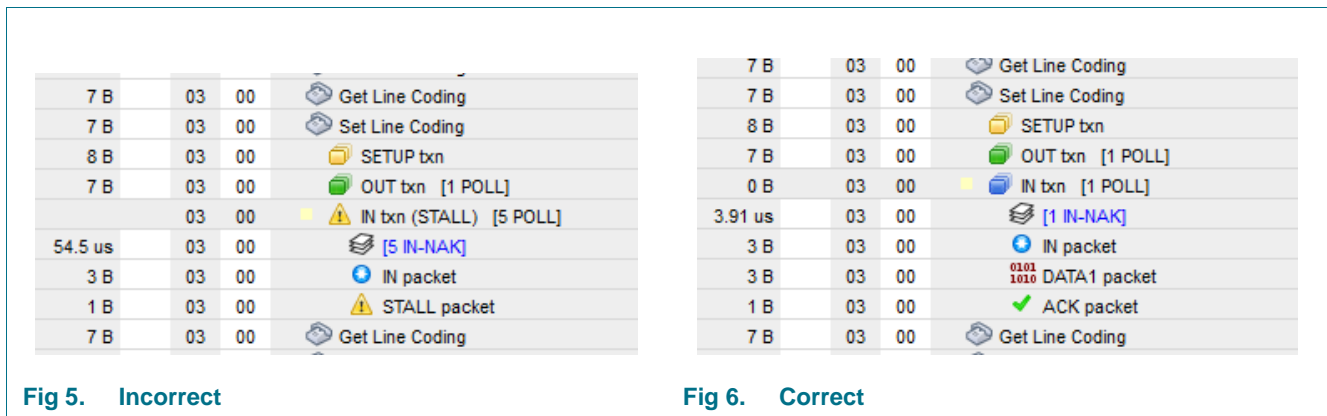 7 B 03 00 Get Line Coding
7 B 03 00 Set Line Coding
8 B 03 00 SETUP txn
7 B 03 00 OUT txn [1 POLL]
03 00 IN txn (STALL) [5 POLL]
54.5 us 03 00 [5 IN-NAK]
3 B 03 00 IN packet
1 B 03 00 STALL packet
7 B 03 00 Get Line Coding
Fig 5. Incorrect
7 B 03 00 Get Line Coding
7 B 03 00 Set Line Coding
8 B 03 00 SETUP txn
7 B 03 00 OUT txn [1 POLL]
0 B 03 00 IN txn [1 POLL]
3.91 us 03 00 [1 IN-NAK]
3 B 03 00 IN packet
3 B 03 00 0101 1010 DATA1 packet
1 B 03 00 ACK packet
7 B 03 00 Get Line Coding
Fig 6. Correct